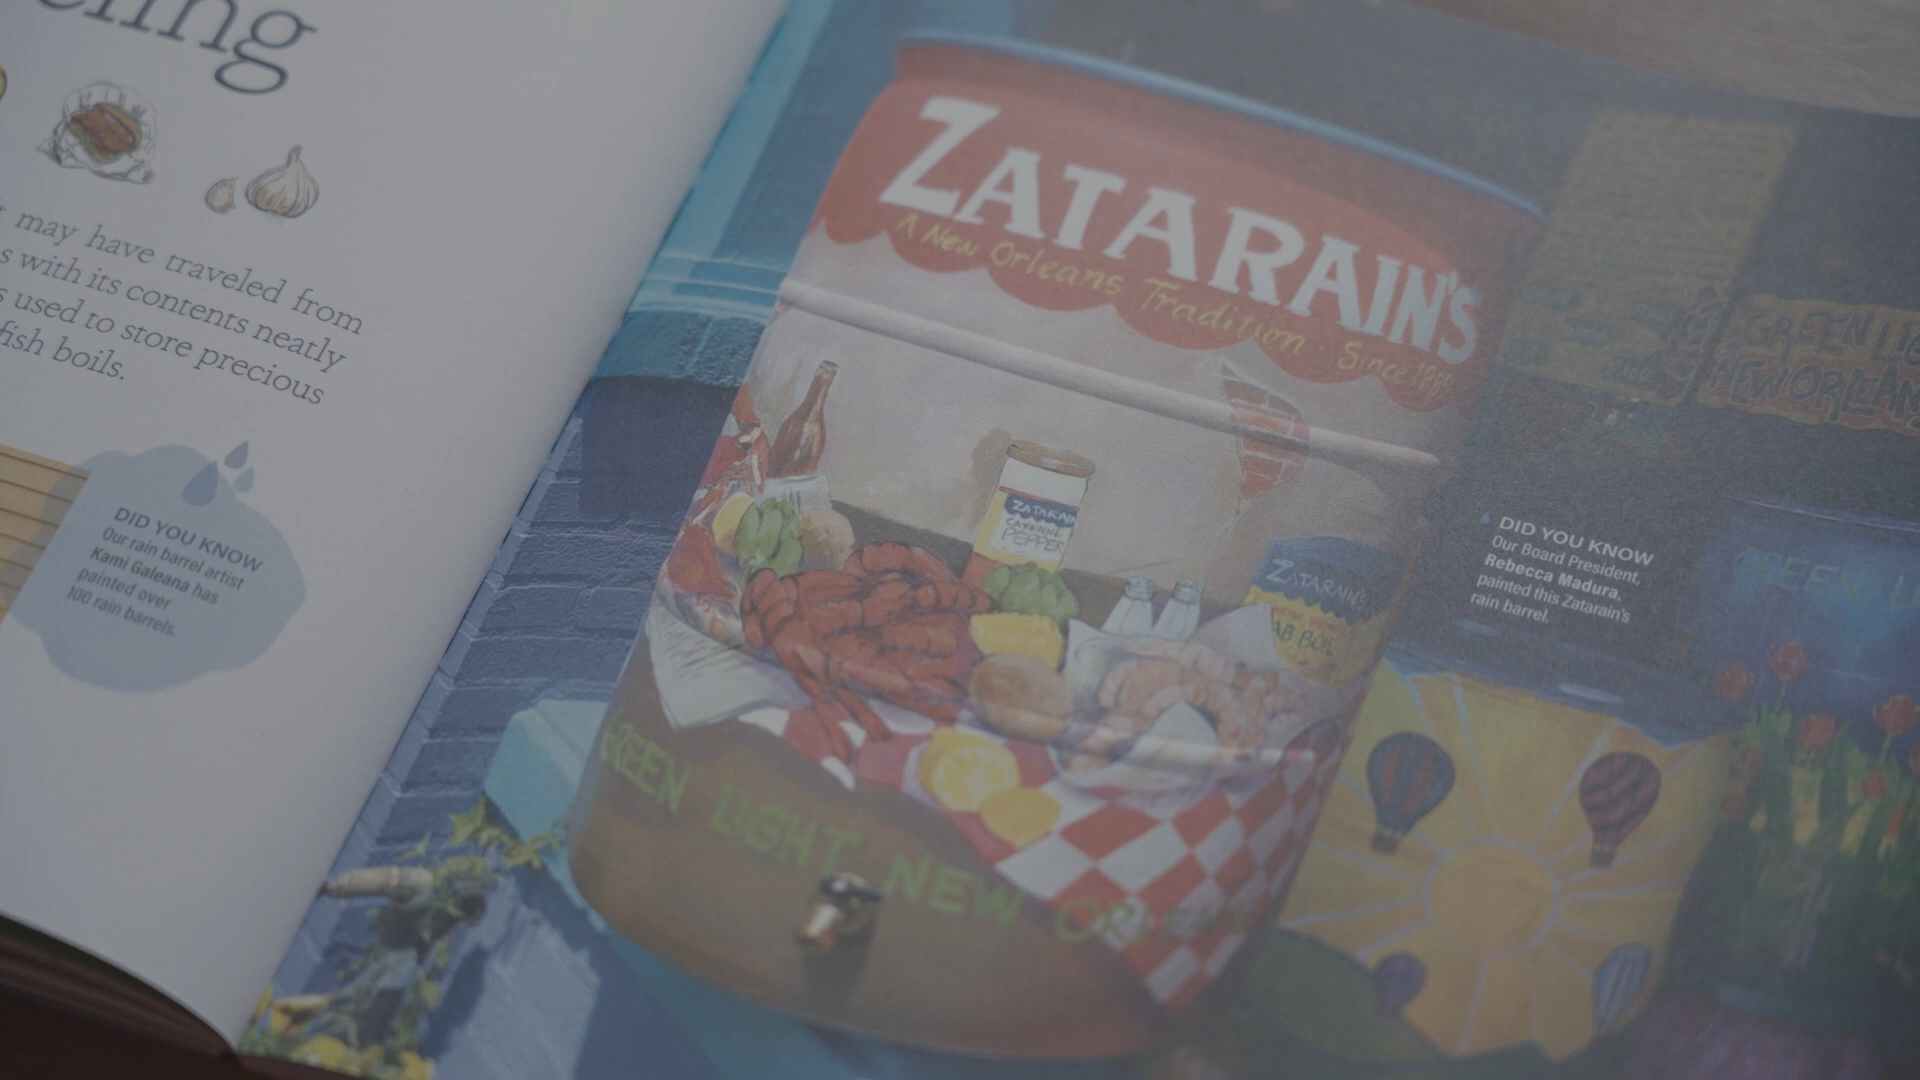 eling
may have traveled from
s with its contents neatly
s used to store precious
fish boils.
DID YOU KNOW
Our rain barrel artist
Kami Galeana has
painted over
100 rain barrels.
ZATARAIN'S
A New Orleans Tradition · Since
ZATARAIN
CAYENNE
PEPPER
ZATARAIN'S
AB BOIL
REEN LIGHT NEW OR
GREEN LIG
NEW ORLEANS
DID YOU KNOW
Our Board President,
Rebecca Madura,
painted this Zatarain's
rain barrel.